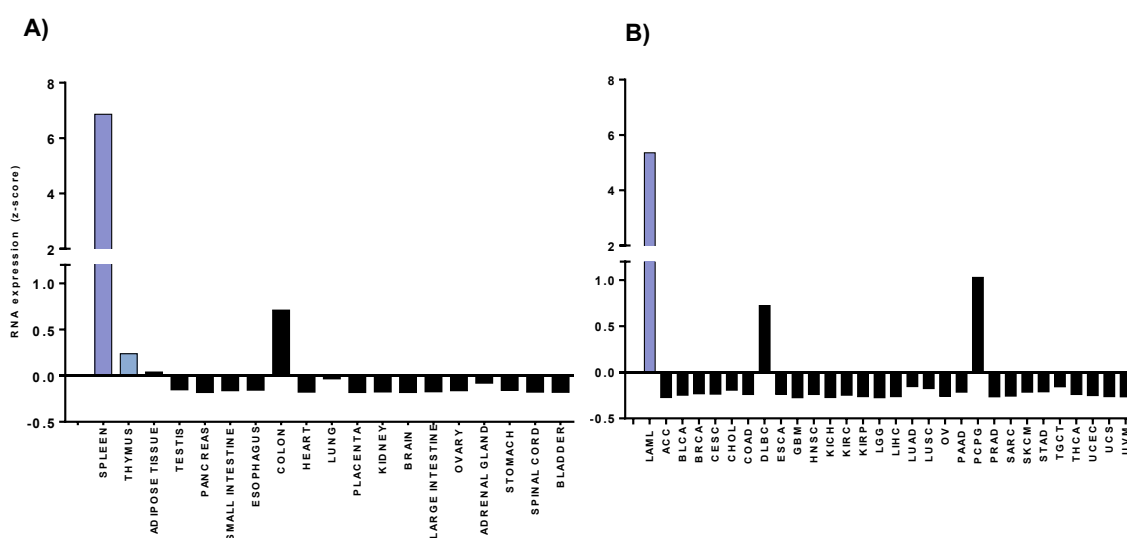 A)
B)
RNA expression (z-score)
8
6
4
2
1.0
0.5
0.0
-0.5
SPLEEN
THYMUS
ADIPOSE TISSUE
TESTIS
PANCREAS
SMALL INTESTINE
ESOPHAGUS
COLON
HEART
LUNG
PLACENTA
KIDNEY
BRAIN
LARGE INTESTINE
OVARY
ADRENAL GLAND
STOMACH
SPINAL CORD
BLADDER
8
6
4
2
1.0
0.5
0.0
-0.5
LAML
ACC
BLCA
BRCA
CESC
CHOL
COAD
DLBC
ESCA
GBM
HNSC
KICH
KIRC
KIRP
LGG
LIHC
LUAD
LUSC
OV
PAAD
PCPG
PRAD
SARC
SKCM
STAD
TGCT
THCA
UCEC
UCS
UVM